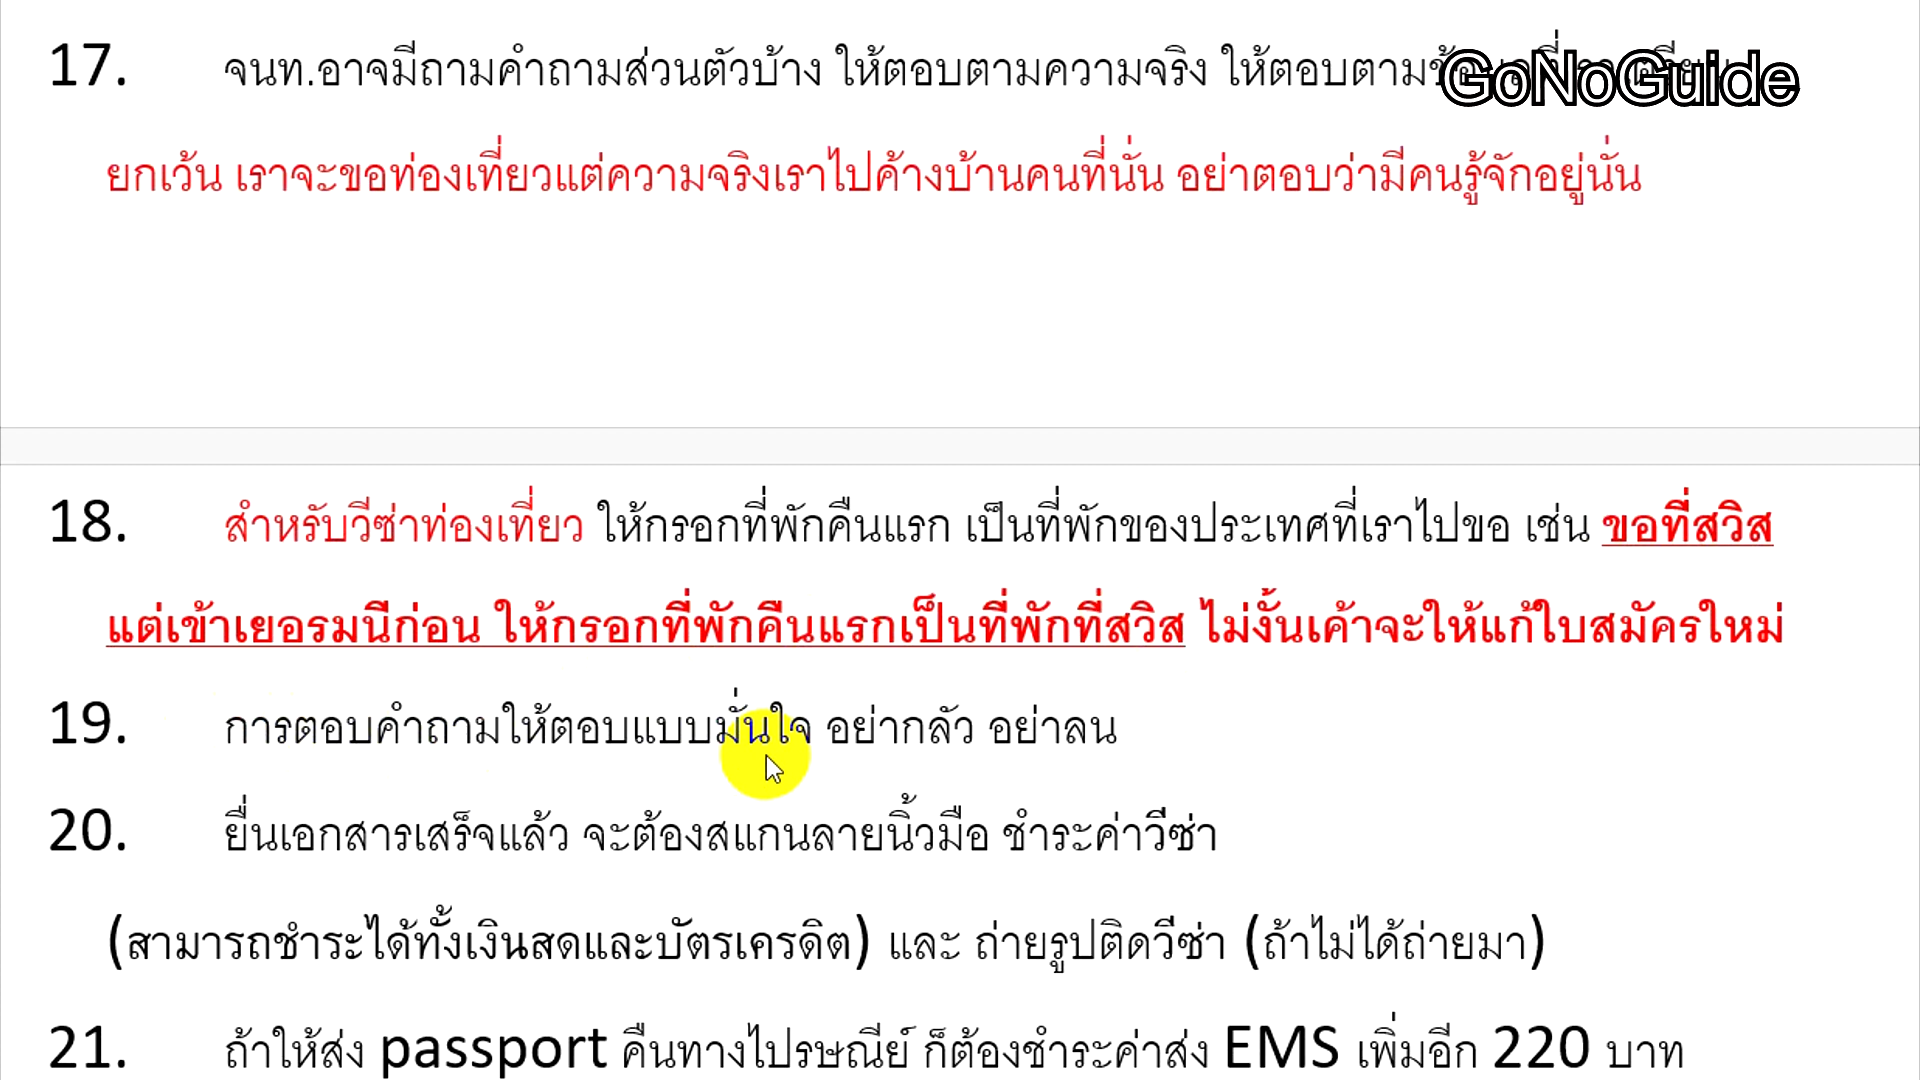 17. จนท.อาจมีถามคำถามส่วนตัวบ้าง ให้ตอบตามความจริง ให้ตอบตาม
GoNoGuide
ยกเว้น เราจะขอท่องเที่ยวแต่ความจริงเราไปค้างบ้านคนที่นั่น อย่าตอบว่ามีคนรู้จักอยู่นั่น
18. สำหรับวีซ่าท่องเที่ยว ให้กรอกที่พักคืนแรก เป็นที่พักของประเทศที่เราไปขอ เช่น ขอที่สวิส
แต่เข้าเยอรมนีก่อน ให้กรอกที่พักคืนแรกเป็นที่พักที่สวิส ไม่งั้นเค้าจะให้แก้ใบสมัครใหม่
19. การตอบคำถามให้ตอบแบบมั่นใจ อย่ากลัว อย่าลน
20. ยื่นเอกสารเสร็จแล้ว จะต้องสแกนลายนิ้วมือ ชำระค่าวีซ่า
(สามารถชำระได้ทั้งเงินสดและบัตรเครดิต) และ ถ่ายรูปติดวีซ่า (ถ้าไม่ได้ถ่ายมา)
21. ถ้าให้ส่ง passport คืนทางไปรษณีย์ ก็ต้องชำระค่าส่ง EMS เพิ่มอีก 220 บาท